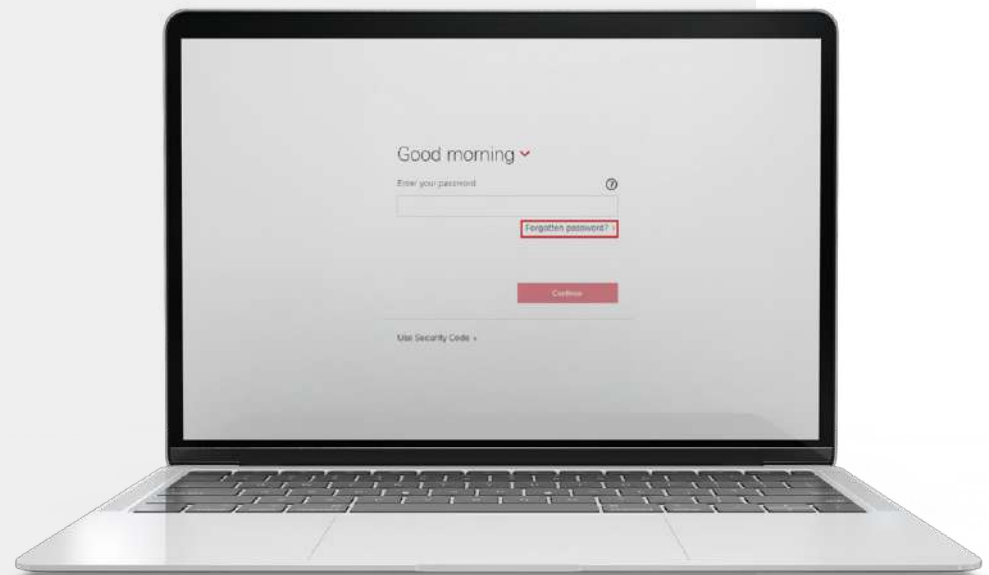 Good morning
Enter your password
Forgotten password? ›
Continue
Use Security Code ›